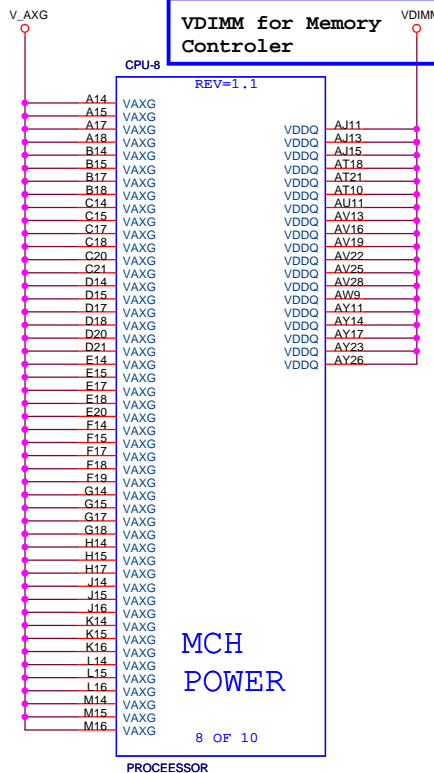 V_AXG
VDIMM for Memory
Controler
VDIMM
CPU-8
REV=1.1
A14 VAXG
A15 VAXG
A17 VAXG VDDQ AJ11
A18 VAXG VDDQ AJ13
B14 VAXG VDDQ AJ15
B15 VAXG VDDQ AT18
B17 VAXG VDDQ AT21
B18 VAXG VDDQ AT10
C14 VAXG VDDQ AU11
C15 VAXG VDDQ AV13
C17 VAXG VDDQ AV16
C18 VAXG VDDQ AV19
C20 VAXG VDDQ AV22
C21 VAXG VDDQ AV25
D14 VAXG VDDQ AV28
D15 VAXG VDDQ AW9
D17 VAXG VDDQ AY11
D18 VAXG VDDQ AY14
D20 VAXG VDDQ AY17
D21 VAXG VDDQ AY23
E14 VAXG VDDQ AY26
E15 VAXG
E17 VAXG
E18 VAXG
E20 VAXG
F14 VAXG
F15 VAXG
F17 VAXG
F18 VAXG
F19 VAXG
G14 VAXG
G15 VAXG
G17 VAXG
G18 VAXG
H14 VAXG
H15 VAXG
H17 VAXG
J14 VAXG
J15 VAXG
J16 VAXG
K14 VAXG
K15 VAXG
K16 VAXG
L14 VAXG
L15 VAXG
L16 VAXG
M14 VAXG
M15 VAXG
M16 VAXG
MCH
POWER
8 OF 10
PROCEESSOR